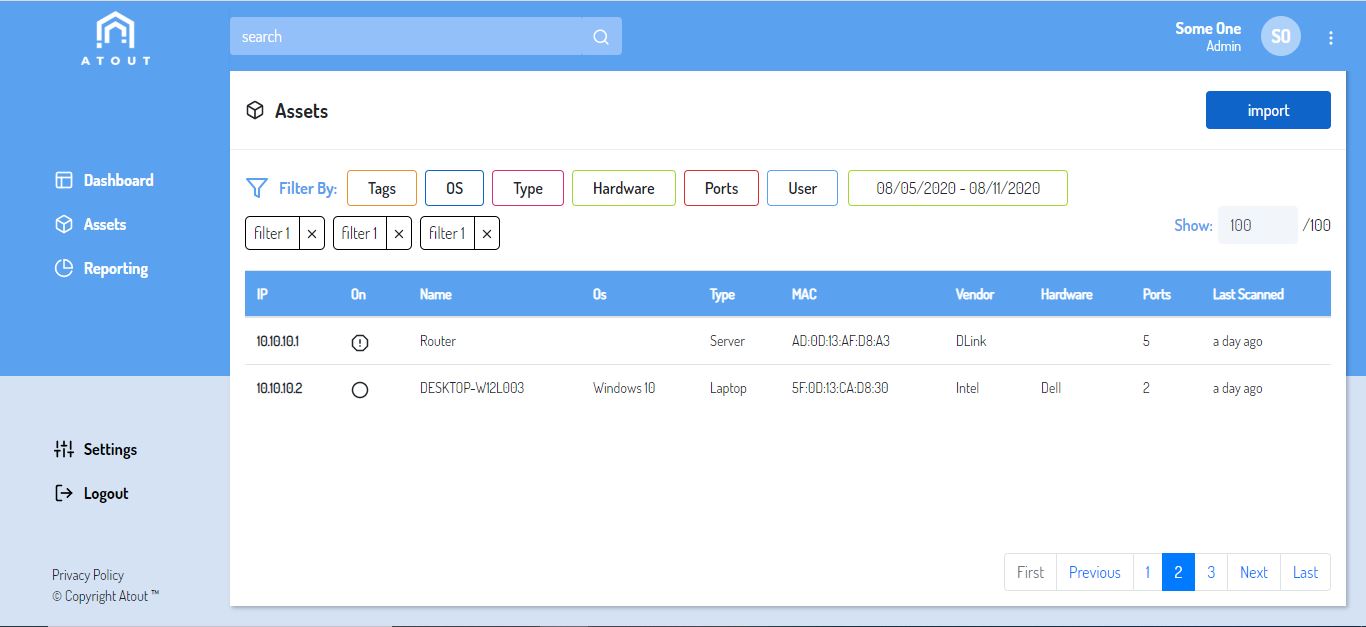 ATOUT
search
Some One
Admin
SO
Assets
import
Dashboard
Assets
Reporting
Filter By:
Tags
OS
Type
Hardware
Ports
User
08/05/2020 - 08/11/2020
filter 1
filter 1
filter 1
Show: 100 /100
IP On Name Os Type MAC Vendor Hardware Ports Last Scanned
10.10.10.1 Router Server AD:0D:13:AF:D8:A3 DLink 5 a day ago
10.10.10.2 DESKTOP-W12L003 Windows 10 Laptop 5F:0D:13:CA:D8:30 Intel Dell 2 a day ago
Settings
Logout
First Previous 1 2 3 Next Last
Privacy Policy
© Copyright Atout ™